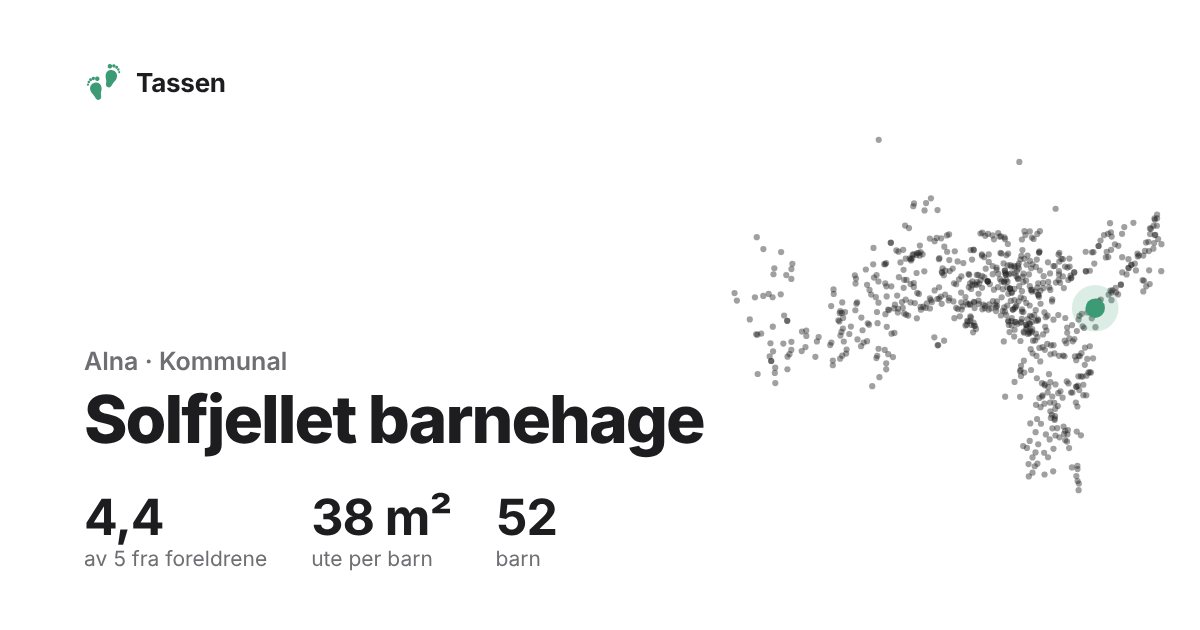 Tassen
Alna · Kommunal
Solfjellet barnehage
4,4
av 5 fra foreldrene
38 m²
ute per barn
52
barn